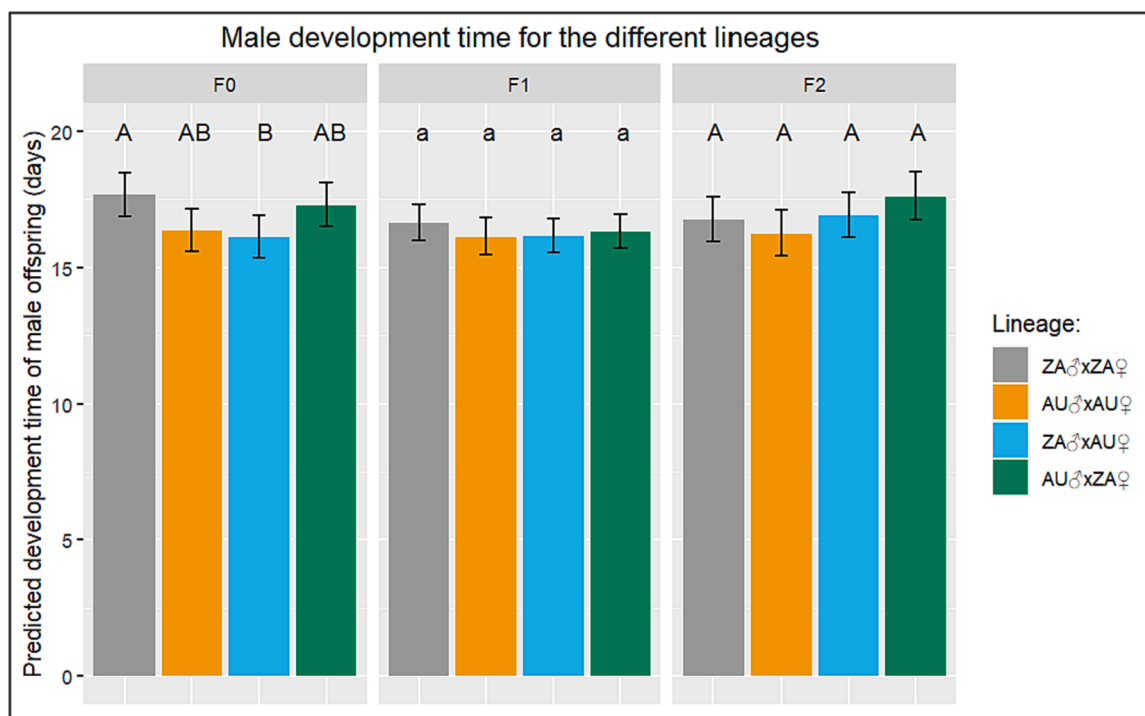 Male development time for the different lineages
F0 F1 F2
A AB B AB a a a a A A A A
Predicted development time of male offspring (days)
20
15
10
5
0
Lineage:
ZA♂xZA♀
AU♂xAU♀
ZA♂xAU♀
AU♂xZA♀